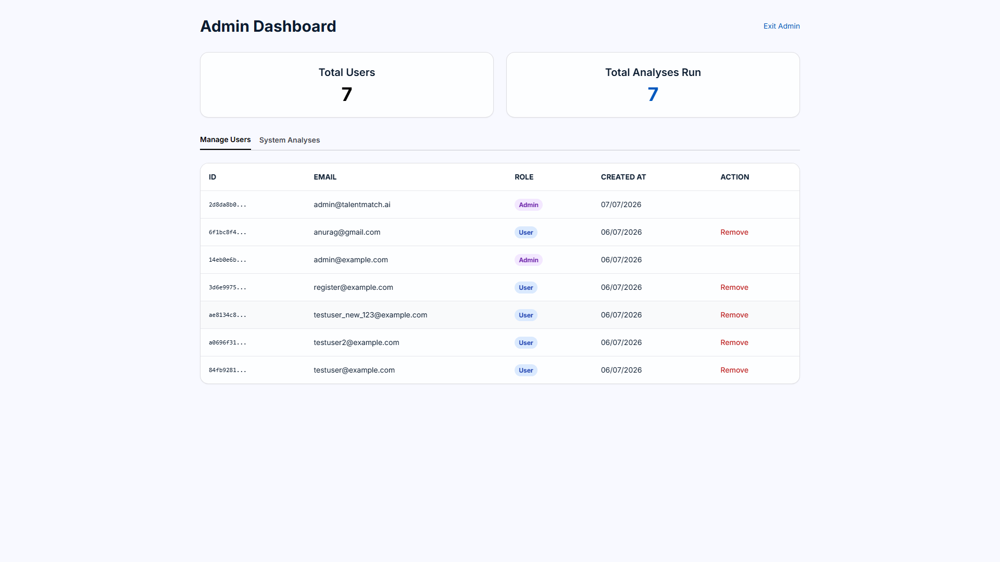 Admin Dashboard
Exit Admin
Total Users
7
Total Analyses Run
7
Manage Users System Analyses
ID EMAIL ROLE CREATED AT ACTION
2d8da8b0... admin@talentmatch.ai Admin 07/07/2026
6f1bc8f4... anurag@gmail.com User 06/07/2026 Remove
14eb0e6b... admin@example.com Admin 06/07/2026
3d6e9975... register@example.com User 06/07/2026 Remove
ae8134c8... testuser_new_123@example.com User 06/07/2026 Remove
a0696f31... testuser2@example.com User 06/07/2026 Remove
84fb9281... testuser@example.com User 06/07/2026 Remove